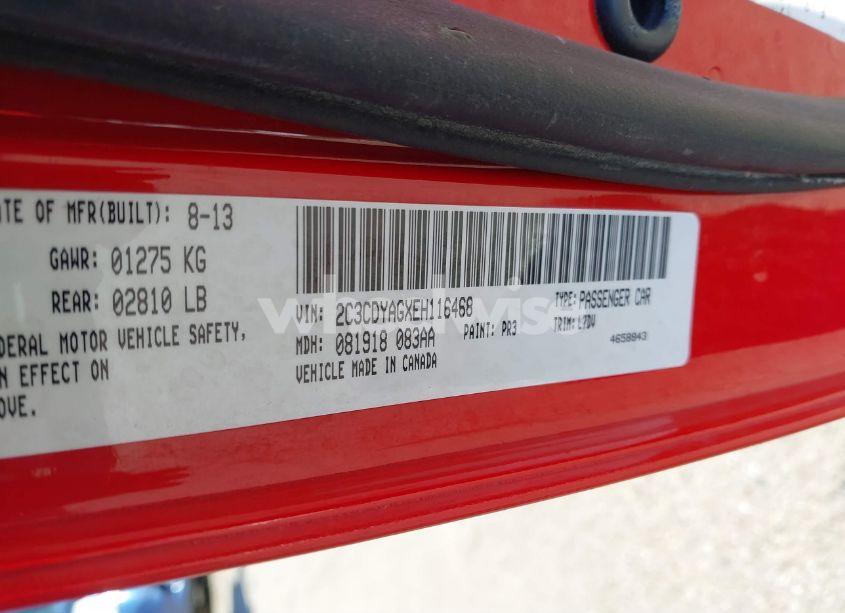 ATE OF MFR(BUILT): 8-13
GAWR: 01275 KG
REAR: 02810 LB
DERAL MOTOR VEHICLE SAFETY,
N EFFECT ON
OVE.
VIN: 2C3CDYAGXEH116468
TYPE: PASSENGER CAR
MDH: 081918 083AA
PAINT: PR3
TRIM: L7DV
VEHICLE MADE IN CANADA
4658843